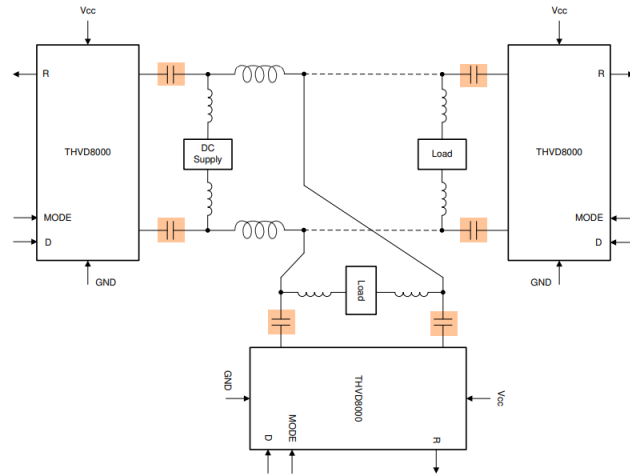 Vcc
Vcc
R
R
THVD8000
DC
Supply
Load
THVD8000
MODE
MODE
D
D
GND
GND
Load
GND
THVD8000
Vcc
MODE
D
R